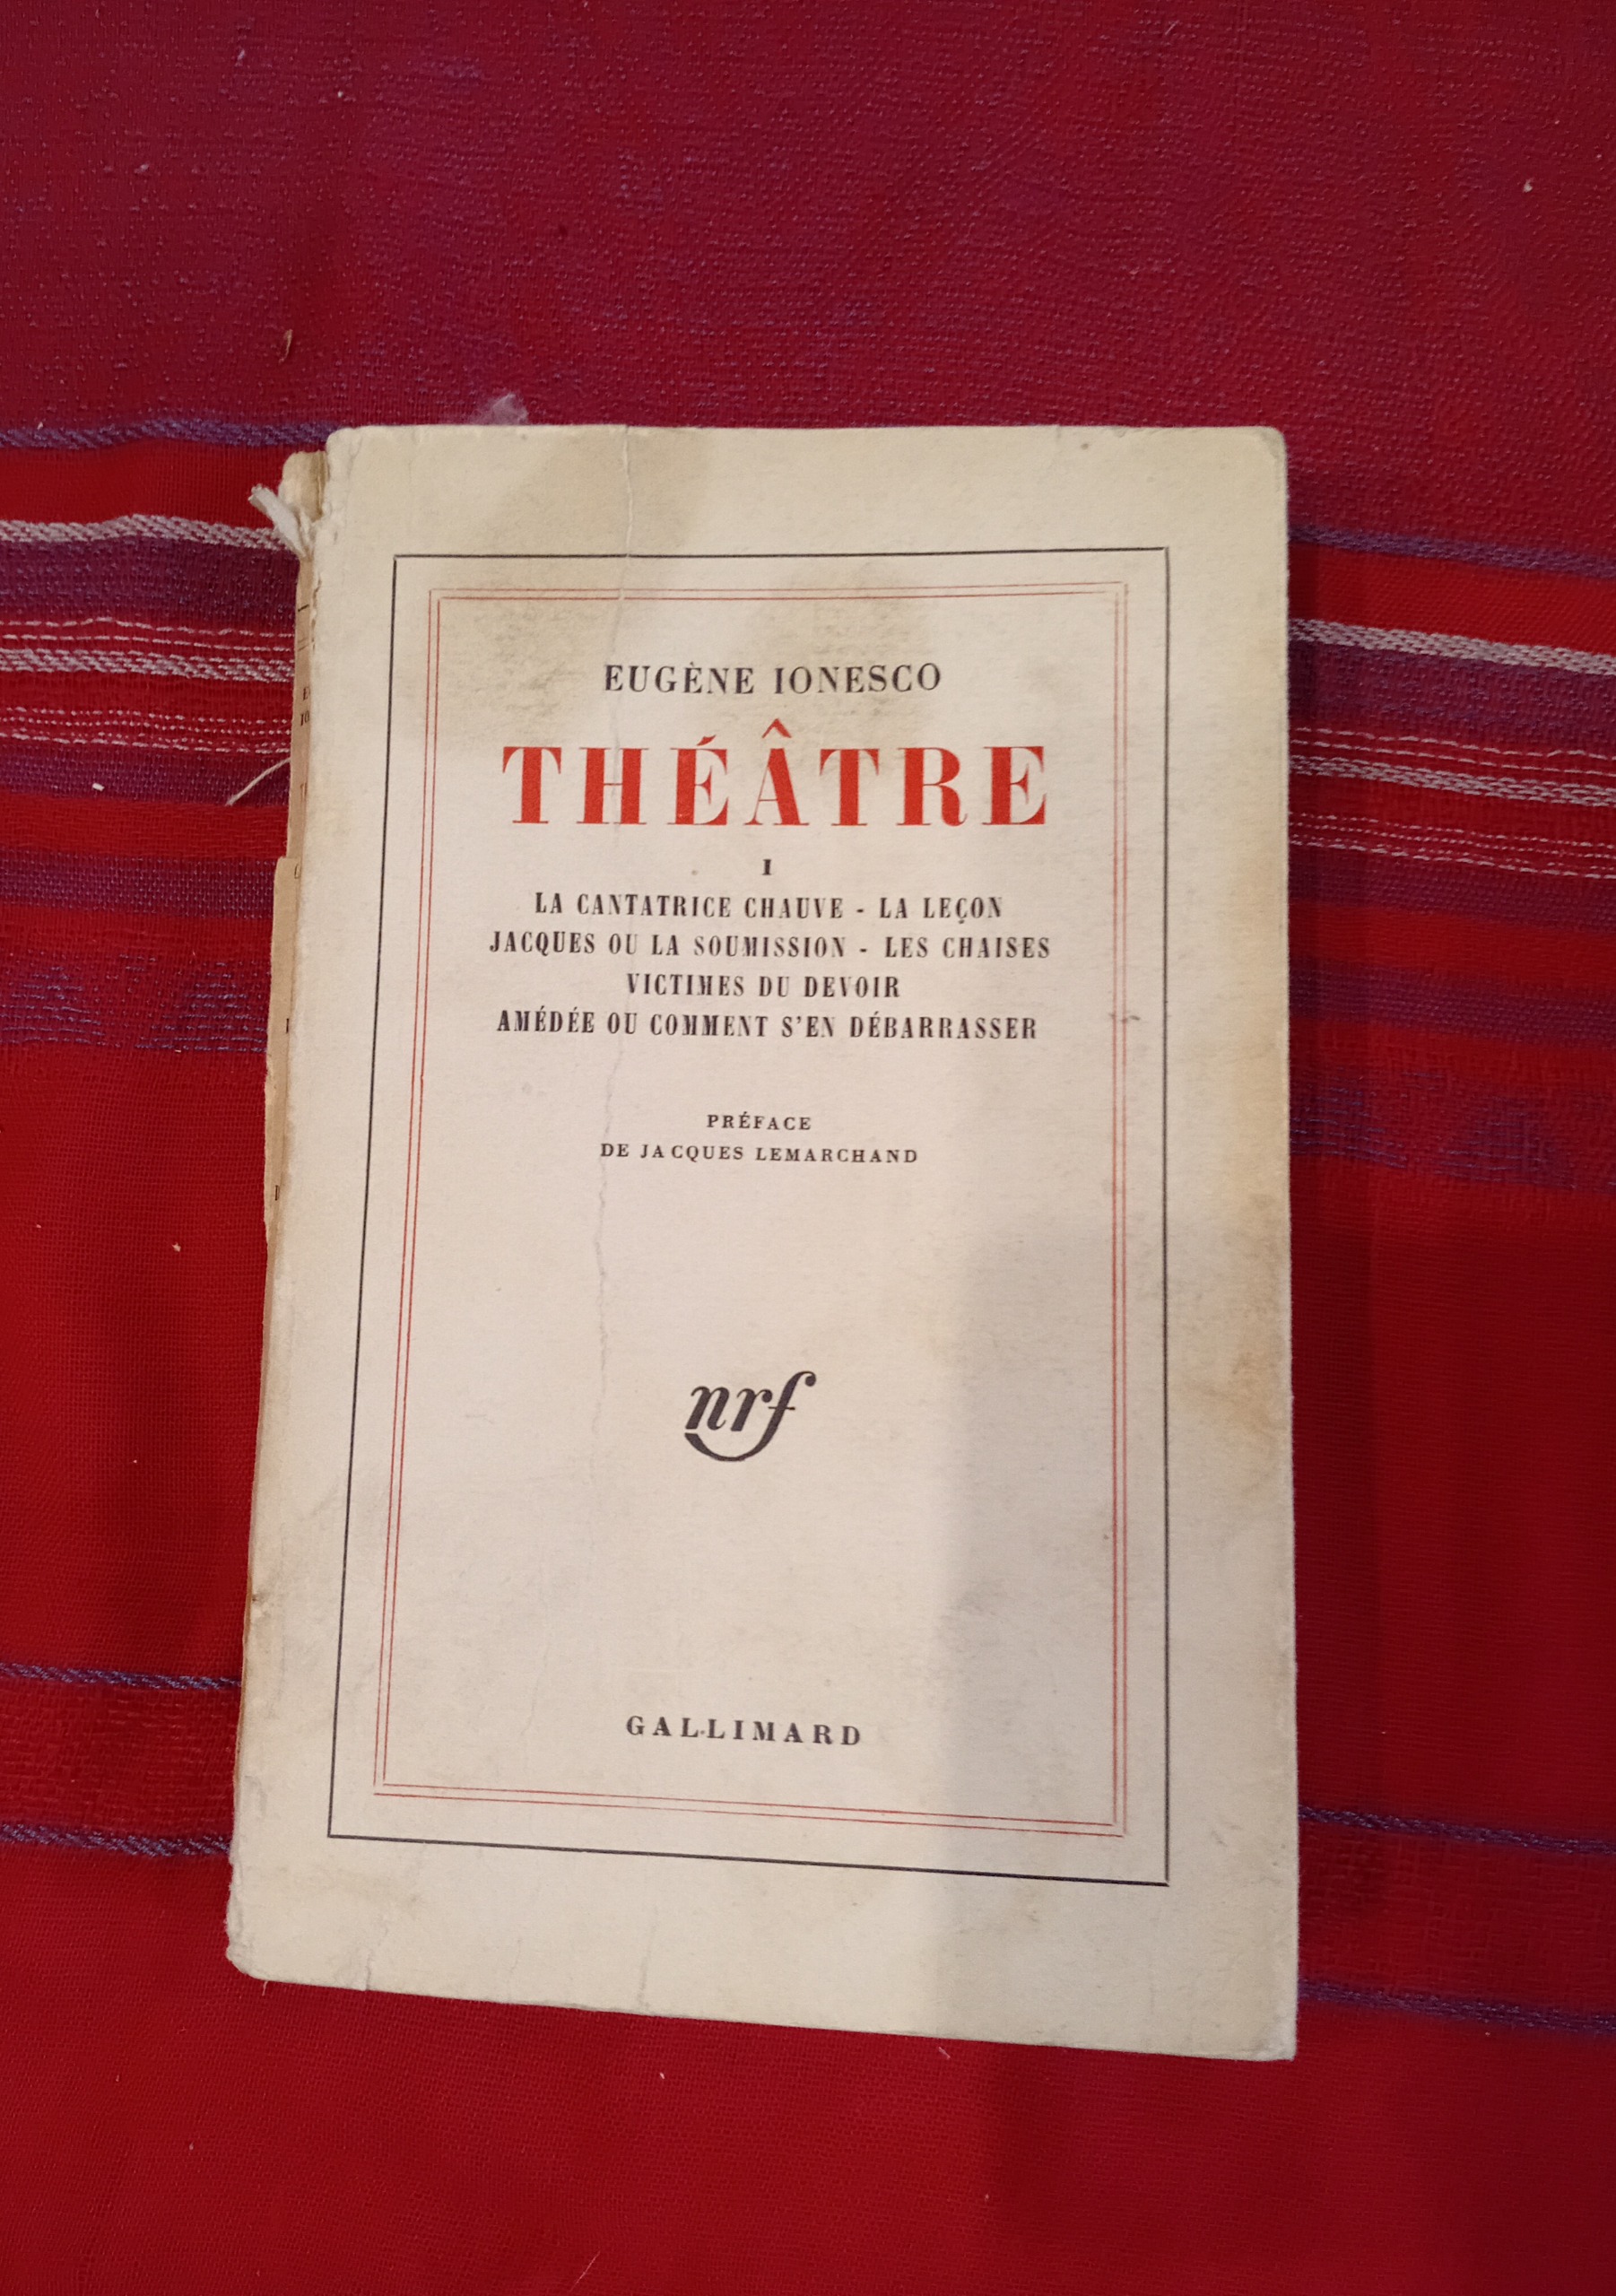 EUGÈNE IONESCO
THÉÂTRE
I
LA CANTATRICE CHAUVE - LA LEÇON
JACQUES OU LA SOUMISSION - LES CHAISES
VICTIMES DU DEVOIR
AMÉDÉE OU COMMENT S'EN DÉBARRASSER
PRÉFACE
DE JACQUES LEMARCHAND
nrf
GALLIMARD